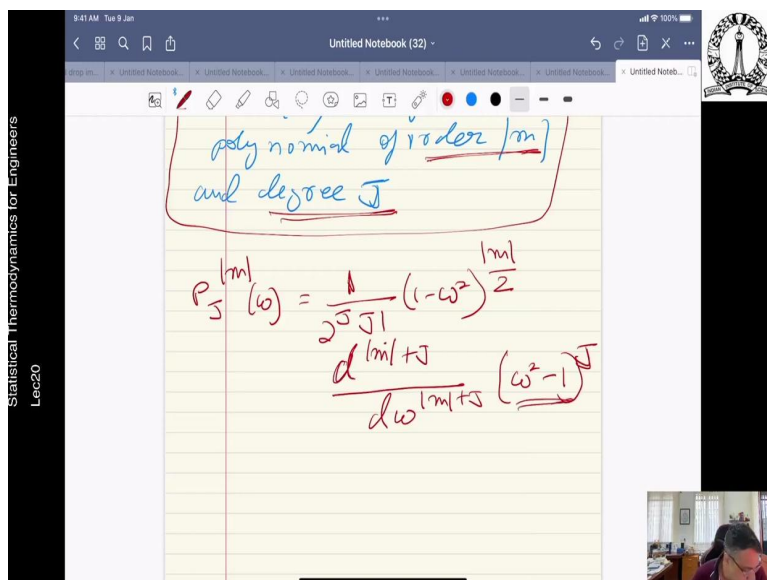 9:41 AM Tue 9 Jan
100%
Untitled Notebook (32)
drop im... × Untitled Notebook... × Untitled Notebook... × Untitled Notebook... × Untitled Notebook... × Untitled Notebook... × Untitled Notebook... × Untitled Noteb...
polynomial of order |m|
and degree J
P_J^{|m|}(ω) = 1/(2^J J!) (1-ω²)^{|m|/2}
d^{|m|+J}/dω^{|m|+J} (ω²-1)^J
Statistical Thermodynamics for Engineers
Lec20